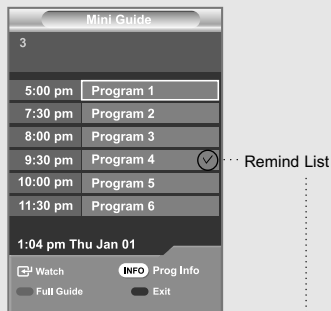 Mini Guide
3
5:00 pm Program 1
7:30 pm Program 2
8:00 pm Program 3
9:30 pm Program 4 Remind List
10:00 pm Program 5
11:30 pm Program 6
1:04 pm Thu Jan 01
Watch INFO Prog Info
Full Guide Exit